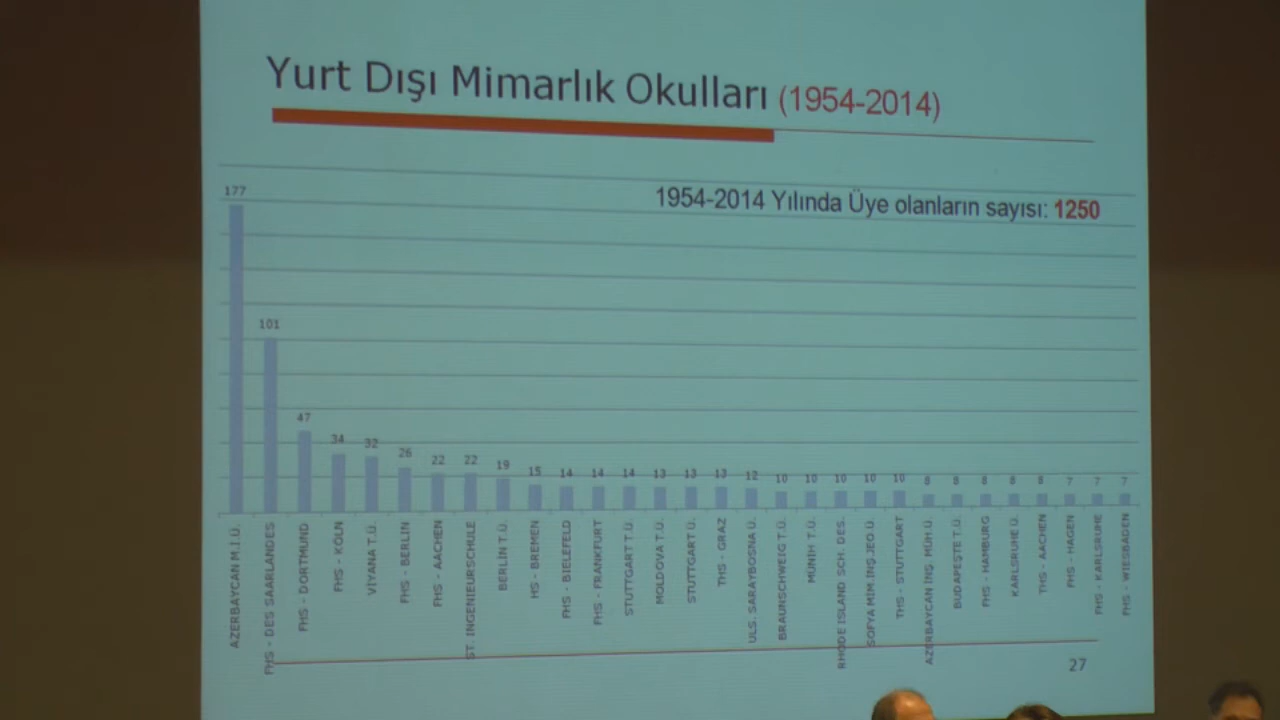 Yurt Dışı Mimarlık Okulları (1954-2014)
1954-2014 Yılında Üye olanların sayısı: 1250
177
101
47
34
32
26
22
22
19
15
14
14
14
13
13
13
12
10
10
10
10
10
8
8
8
8
8
7
7
7
AZERBAYCAN M.İ.Ü.
FHS - DES SAARLANDES
FHS - DORTMUND
FHS - KÖLN
VİYANA T.Ü.
FHS - BERLIN
FHS - AACHEN
ST. INGENIEURSCHULE
BERLİN T.Ü.
HS - BREMEN
FHS - BIELEFELD
FHS - FRANKFURT
STUTTGART T.Ü.
MOLDOVA T.Ü.
STUTTGART Ü.
THS - GRAZ
ULS. SARAYBOSNA Ü.
BRAUNSCHWEIG T.Ü.
MÜNİH T.Ü.
RHODE ISLAND SCH. DES.
SOFYA MİM.İNŞ.JEO.Ü.
THS - STUTTGART
AZERBAYCAN İNŞ. MÜH.Ü.
BUDAPEŞTE T.Ü.
FHS - HAMBURG
KARLSRUHE Ü.
THS - AACHEN
FHS - HAGEN
FHS - KARLSRUHE
FHS - WIESBADEN
27